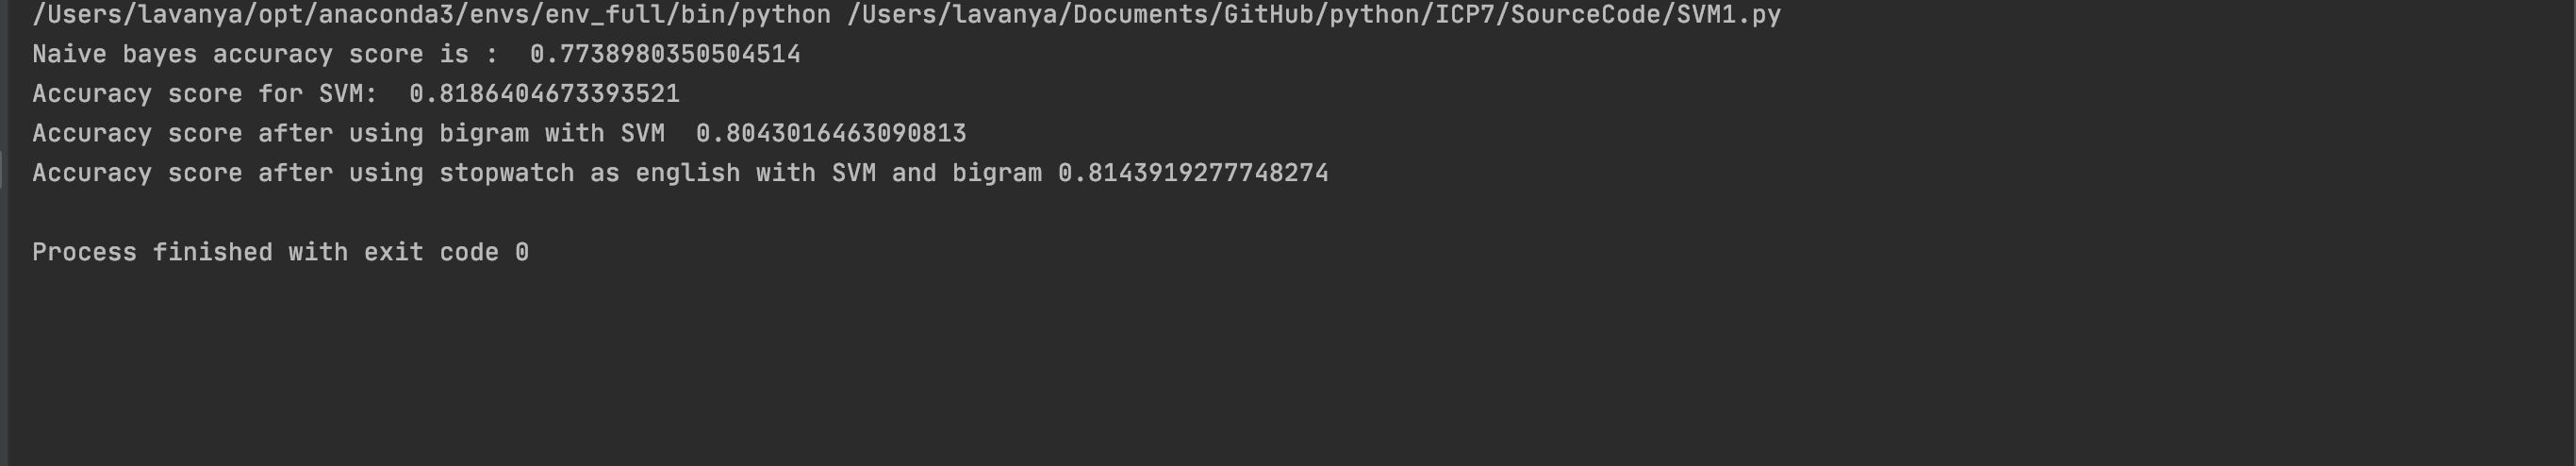 /Users/lavanya/opt/anaconda3/envs/env_full/bin/python /Users/lavanya/Documents/GitHub/python/ICP7/SourceCode/SVM1.py
Naive bayes accuracy score is :  0.7738980350504514
Accuracy score for SVM:  0.8186404673393521
Accuracy score after using bigram with SVM  0.8043016463090813
Accuracy score after using stopwatch as english with SVM and bigram 0.8143919277748274
Process finished with exit code 0